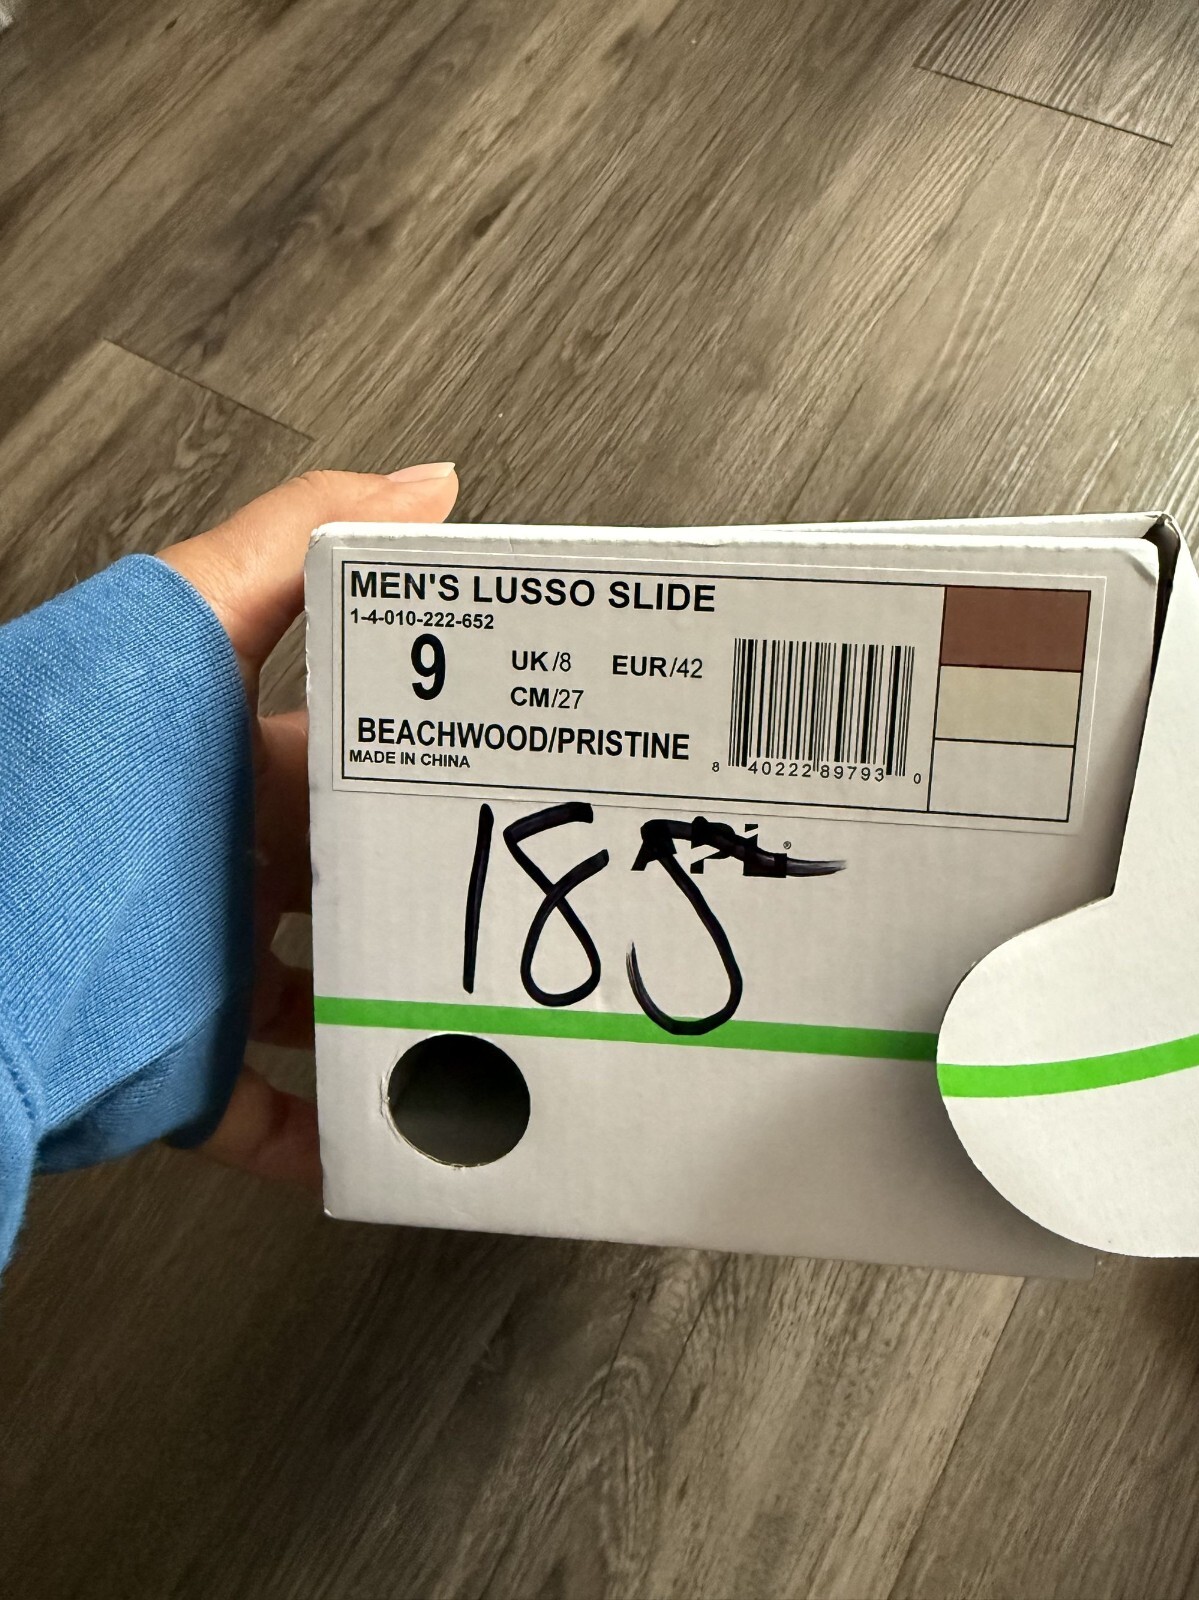 MEN'S LUSSO SLIDE
1-4-010-222-652
9 UK/8 EUR/42
CM/27
BEACHWOOD/PRISTINE
MADE IN CHINA
8 40222 89793 0
185
APL®